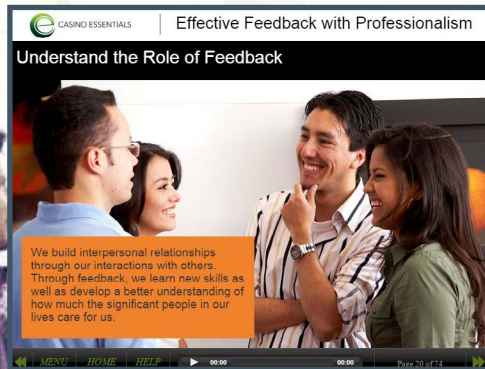 CASINO ESSENTIALS
Effective Feedback with Professionalism
Understand the Role of Feedback
We build interpersonal relationships
through our interactions with others.
Through feedback, we learn new skills as
well as develop a better understanding of
how much the significant people in our
lives care for us.
MENU HOME HELP 00:00 00:00 Page 20 of 74